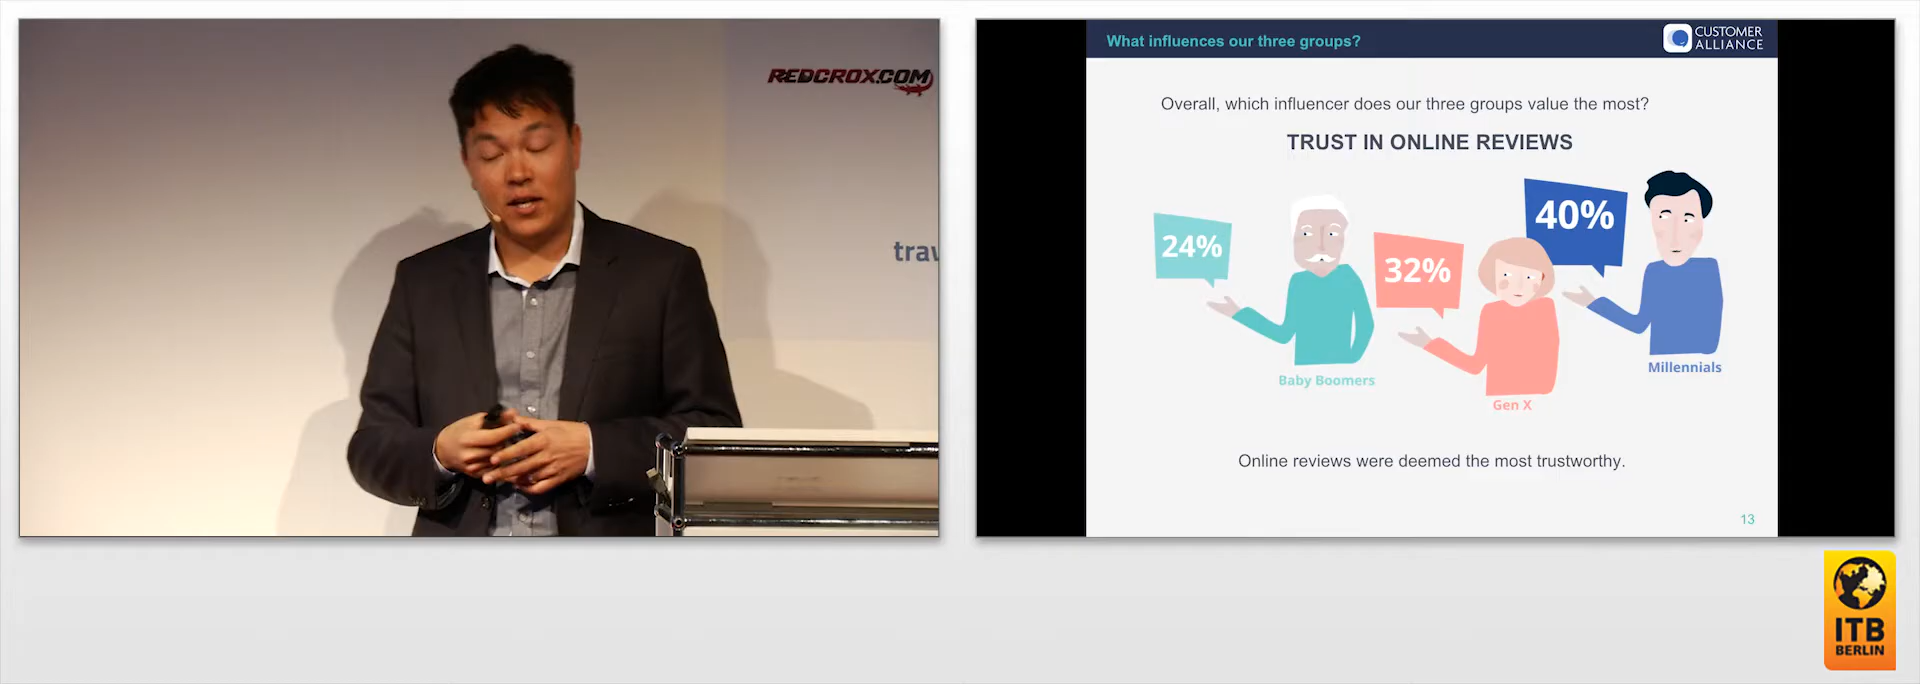 REDCROX.COM
trav
What influences our three groups?
CUSTOMER
ALLIANCE
Overall, which influencer does our three groups value the most?
TRUST IN ONLINE REVIEWS
24%
32%
40%
Baby Boomers
Gen X
Millennials
Online reviews were deemed the most trustworthy.
13
ITB
BERLIN